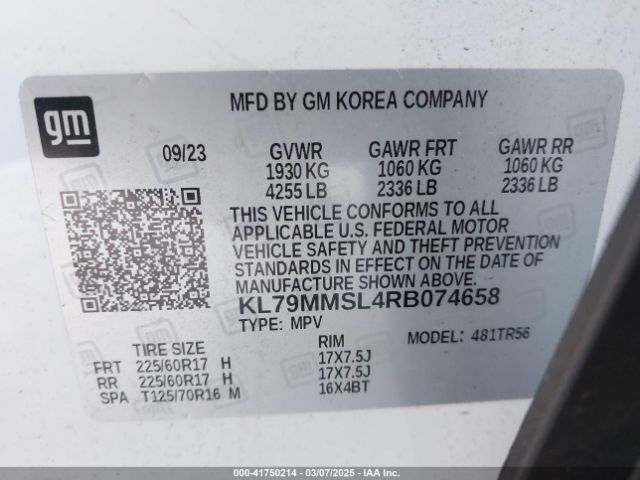 gm
MFD BY GM KOREA COMPANY
09/23 GVWR GAWR FRT GAWR RR
1930 KG 1060 KG 1060 KG
4255 LB 2336 LB 2336 LB
THIS VEHICLE CONFORMS TO ALL
APPLICABLE U.S. FEDERAL MOTOR
VEHICLE SAFETY AND THEFT PREVENTION
STANDARDS IN EFFECT ON THE DATE OF
MANUFACTURE SHOWN ABOVE.
KL79MMSL4RB074658
TYPE: MPV MODEL: 481TR56
TIRE SIZE RIM
FRT 225/60R17 H 17X7.5J
RR 225/60R17 H 17X7.5J
SPA T125/70R16 M 16X4BT
000-41750214 - 03/07/2025 - IAA Inc.